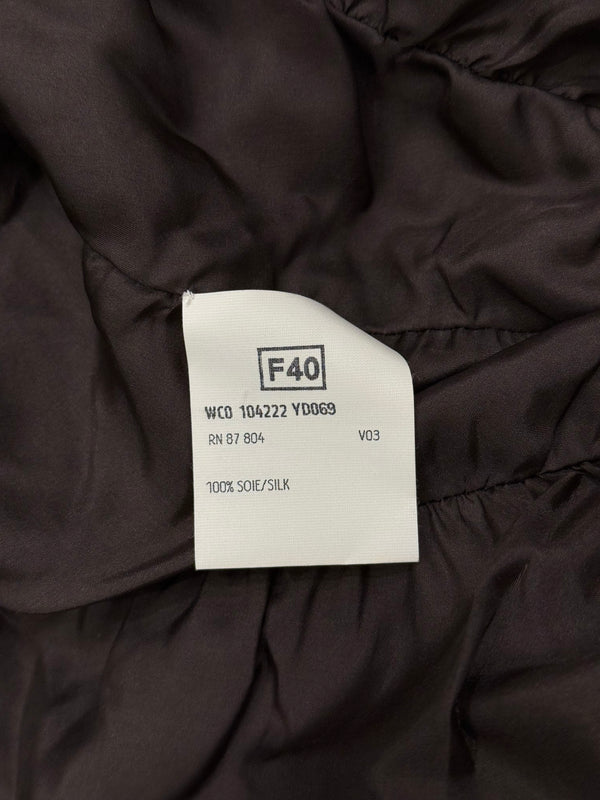 F40
WC0 104222 YD069
RN 87 804 V03
100% SOIE/SILK